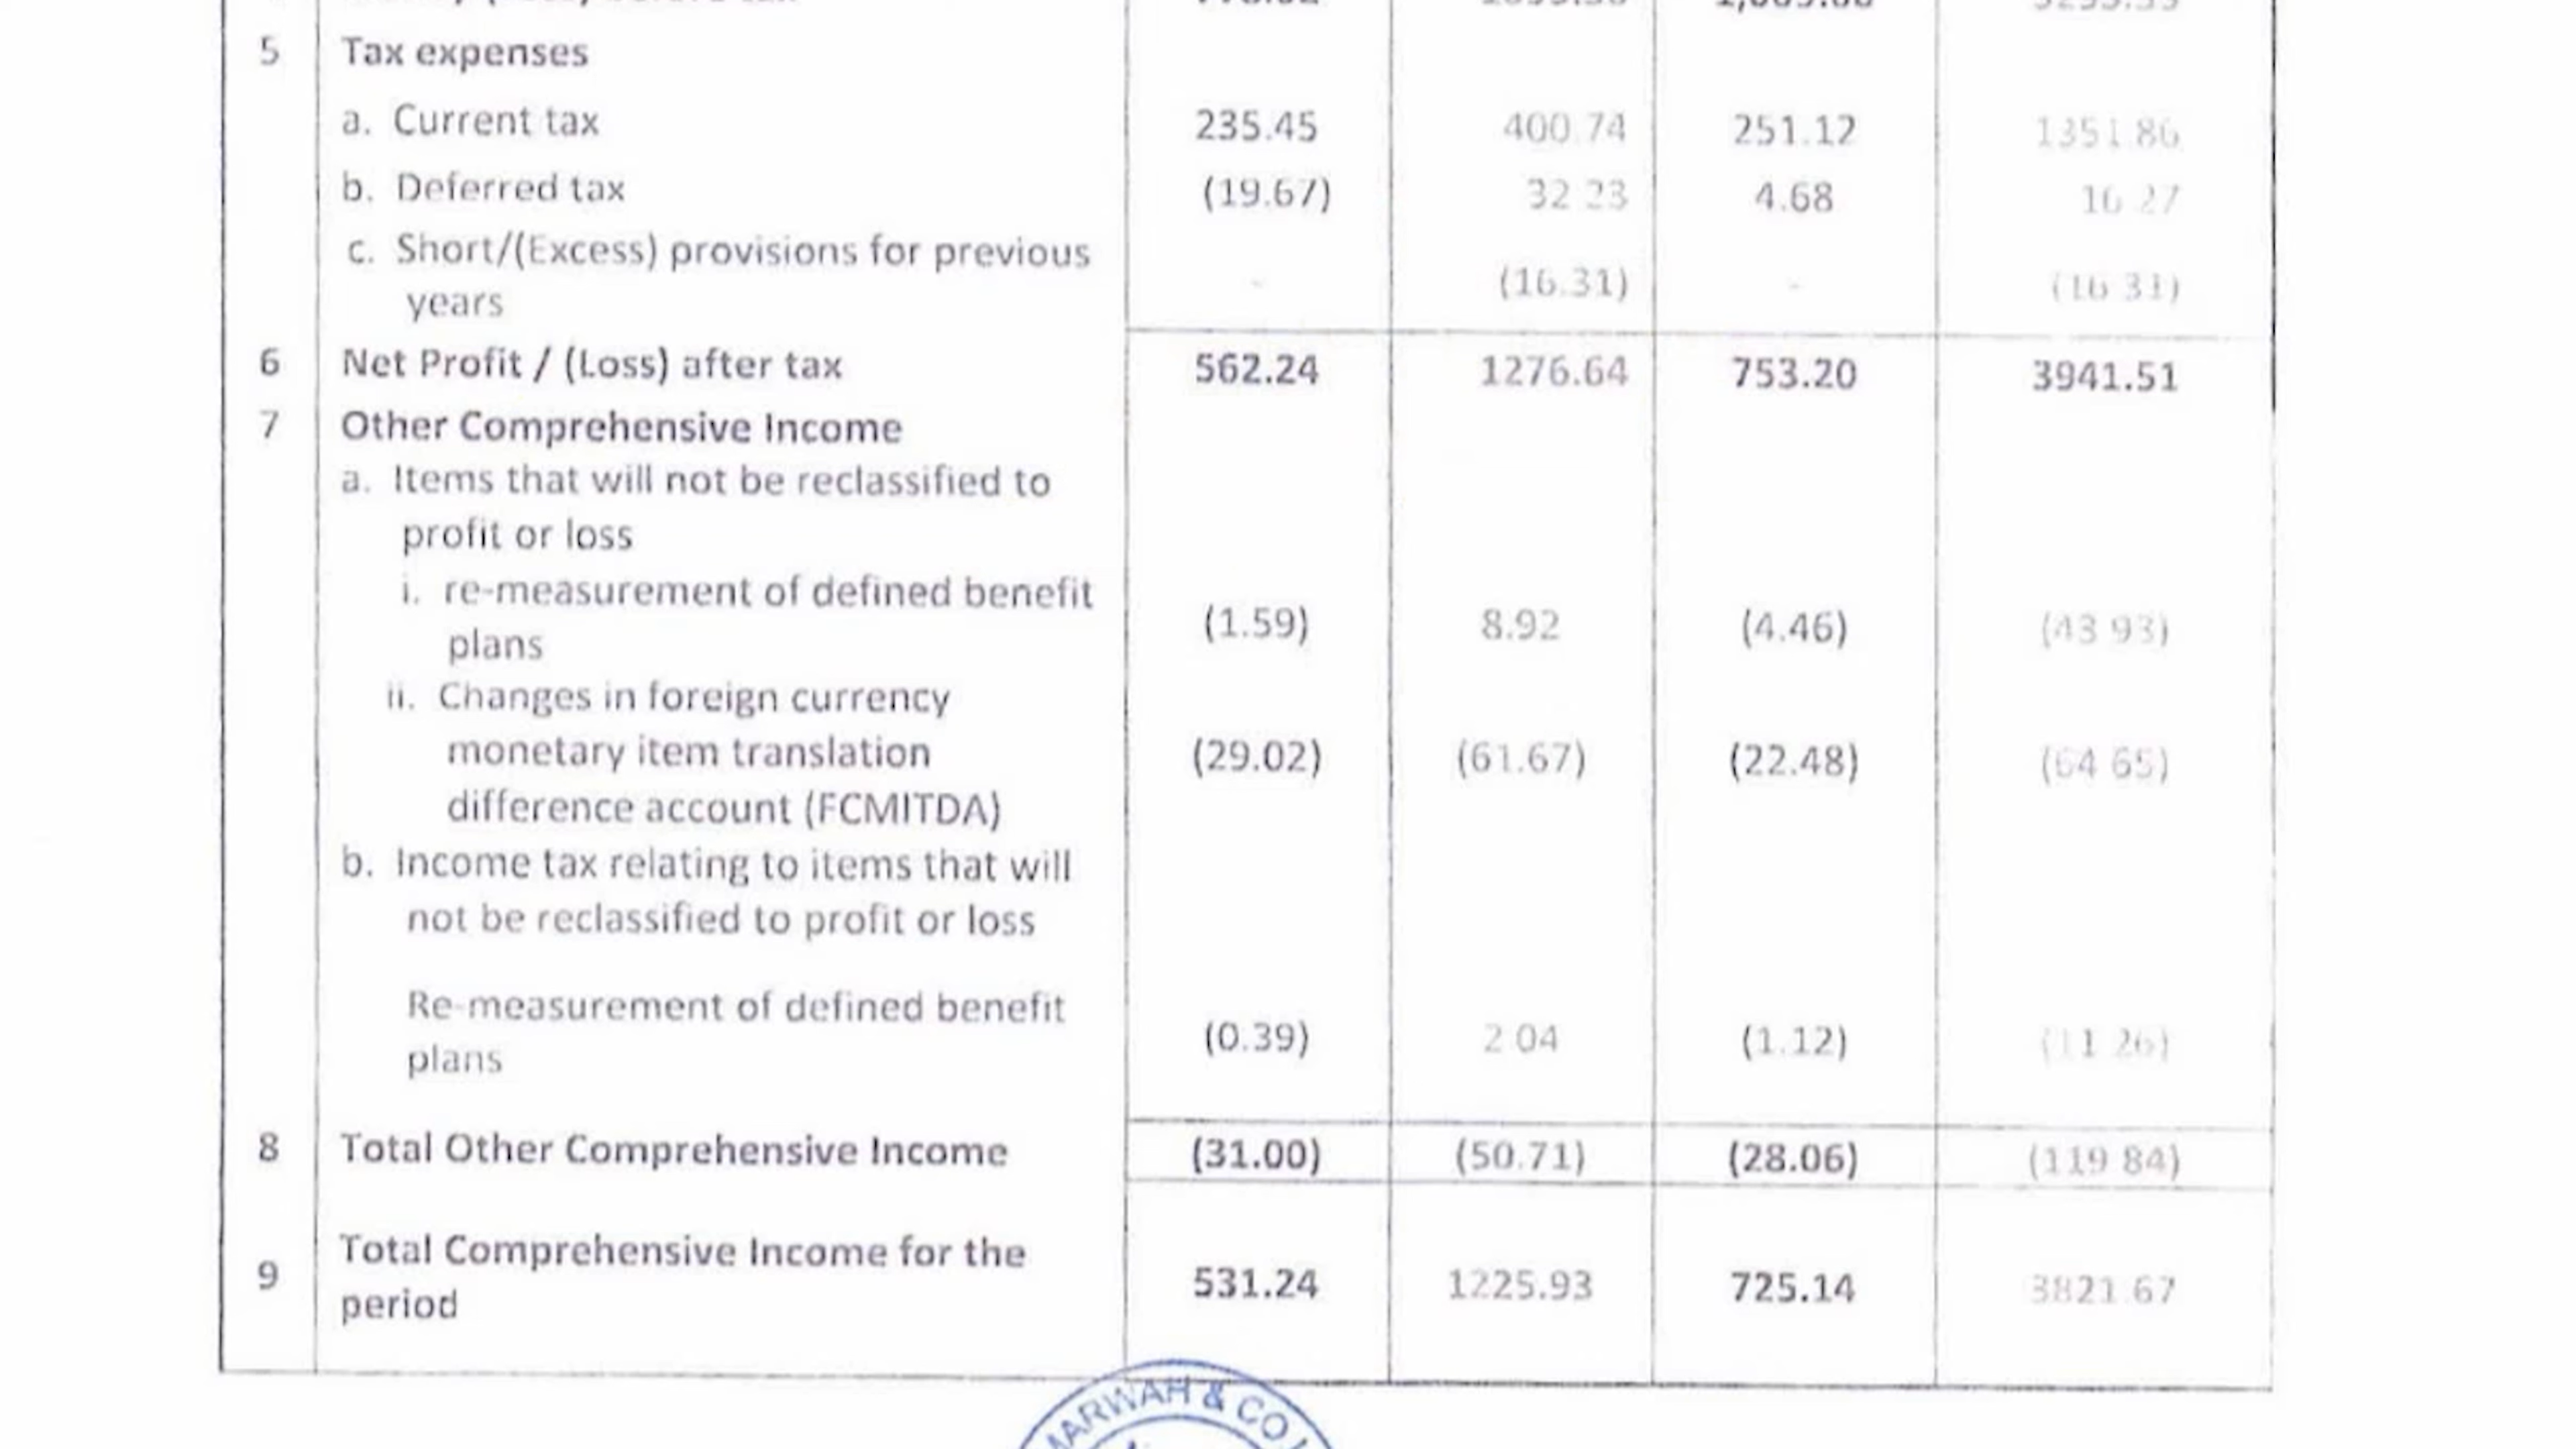 5 Tax expenses
a. Current tax 235.45 400.74 251.12 1351.86
b. Deferred tax (19.67) 32.23 4.68 16.27
c. Short/(Excess) provisions for previous
years - (16.31) - (16.31)
6 Net Profit / (Loss) after tax 562.24 1276.64 753.20 3941.51
7 Other Comprehensive Income
a. Items that will not be reclassified to
profit or loss
i. re-measurement of defined benefit
plans (1.59) 8.92 (4.46) (43.93)
ii. Changes in foreign currency
monetary item translation (29.02) (61.67) (22.48) (64.65)
difference account (FCMITDA)
b. Income tax relating to items that will
not be reclassified to profit or loss
Re-measurement of defined benefit
plans (0.39) 2.04 (1.12) (11.26)
8 Total Other Comprehensive Income (31.00) (50.71) (28.06) (119.84)
9 Total Comprehensive Income for the
period 531.24 1225.93 725.14 3821.67
MARWAH & CO